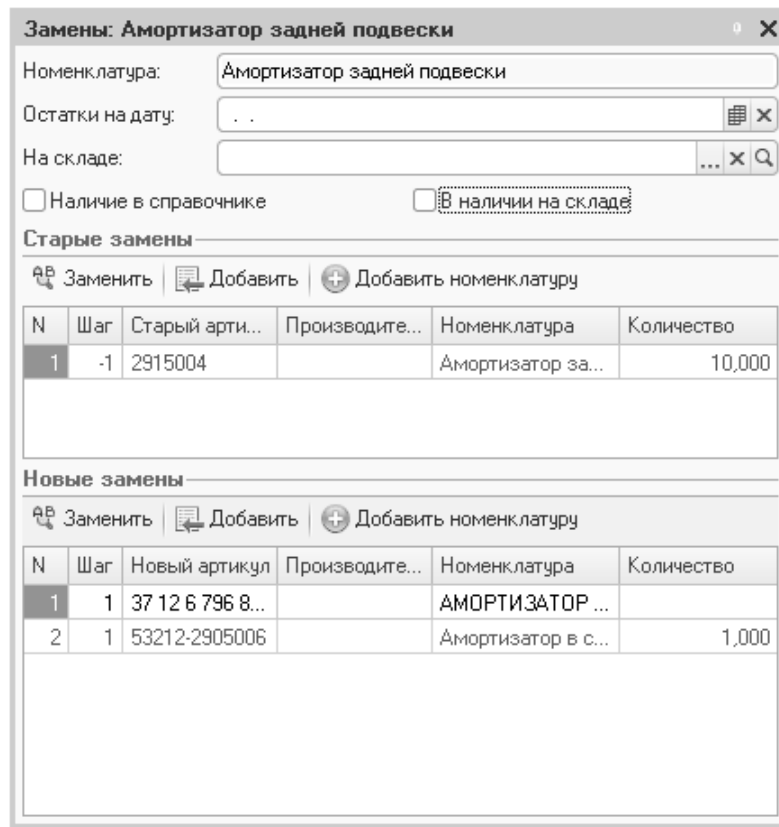 Замены: Амортизатор задней подвески
Номенклатура: Амортизатор задней подвески
Остатки на дату: . .
На складе: ...
Наличие в справочнике В наличии на складе
Старые замены
Заменить Добавить Добавить номенклатуру
N Шаг Старый арти... Производите... Номенклатура Количество
1 -1 2915004 Амортизатор за... 10,000
Новые замены
Заменить Добавить Добавить номенклатуру
N Шаг Новый артикул Производите... Номенклатура Количество
1 1 37 12 6 796 8... АМОРТИЗАТОР ...
2 1 53212-2905006 Амортизатор в с... 1,000